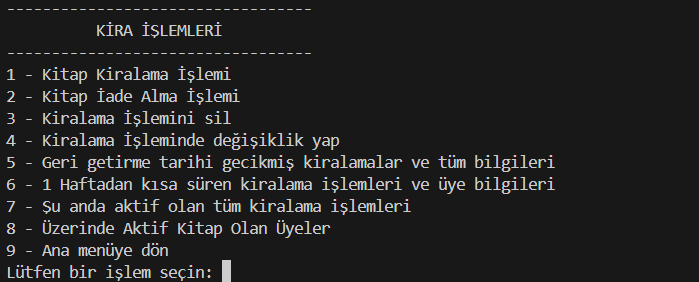 ----------------------------------
KİRA İŞLEMLERİ
----------------------------------
1 - Kitap Kiralama İşlemi
2 - Kitap İade Alma İşlemi
3 - Kiralama İşlemini sil
4 - Kiralama İşleminde değişiklik yap
5 - Geri getirme tarihi gecikmiş kiralamalar ve tüm bilgileri
6 - 1 Haftadan kısa süren kiralama işlemleri ve üye bilgileri
7 - Şu anda aktif olan tüm kiralama işlemleri
8 - Üzerinde Aktif Kitap Olan Üyeler
9 - Ana menüye dön
Lütfen bir işlem seçin: